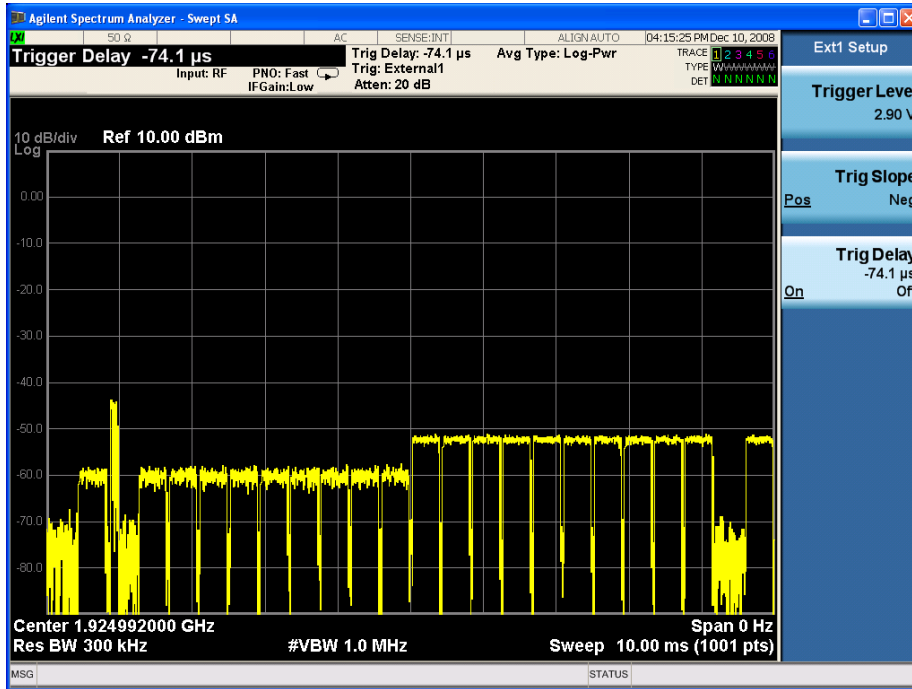 Agilent Spectrum Analyzer - Swept SA
LXI 50 Ω AC SENSE:INT ALIGN AUTO 04:15:25 PM Dec 10, 2008
Trigger Delay -74.1 µs
Input: RF PNO: Fast IFGain:Low
Trig Delay: -74.1 µs
Trig: External1
Atten: 20 dB
Avg Type: Log-Pwr
TRACE 1 2 3 4 5 6
TYPE WWWWWW
DET N N N N N N
Ext1 Setup
Trigger Leve
2.90 V
Trig Slope
Pos Neg
Trig Delay
-74.1 µs
On Of
10 dB/div Ref 10.00 dBm
Log
0.00
-10.0
-20.0
-30.0
-40.0
-50.0
-60.0
-70.0
-80.0
Center 1.924992000 GHz Span 0 Hz
Res BW 300 kHz #VBW 1.0 MHz Sweep 10.00 ms (1001 pts)
MSG STATUS